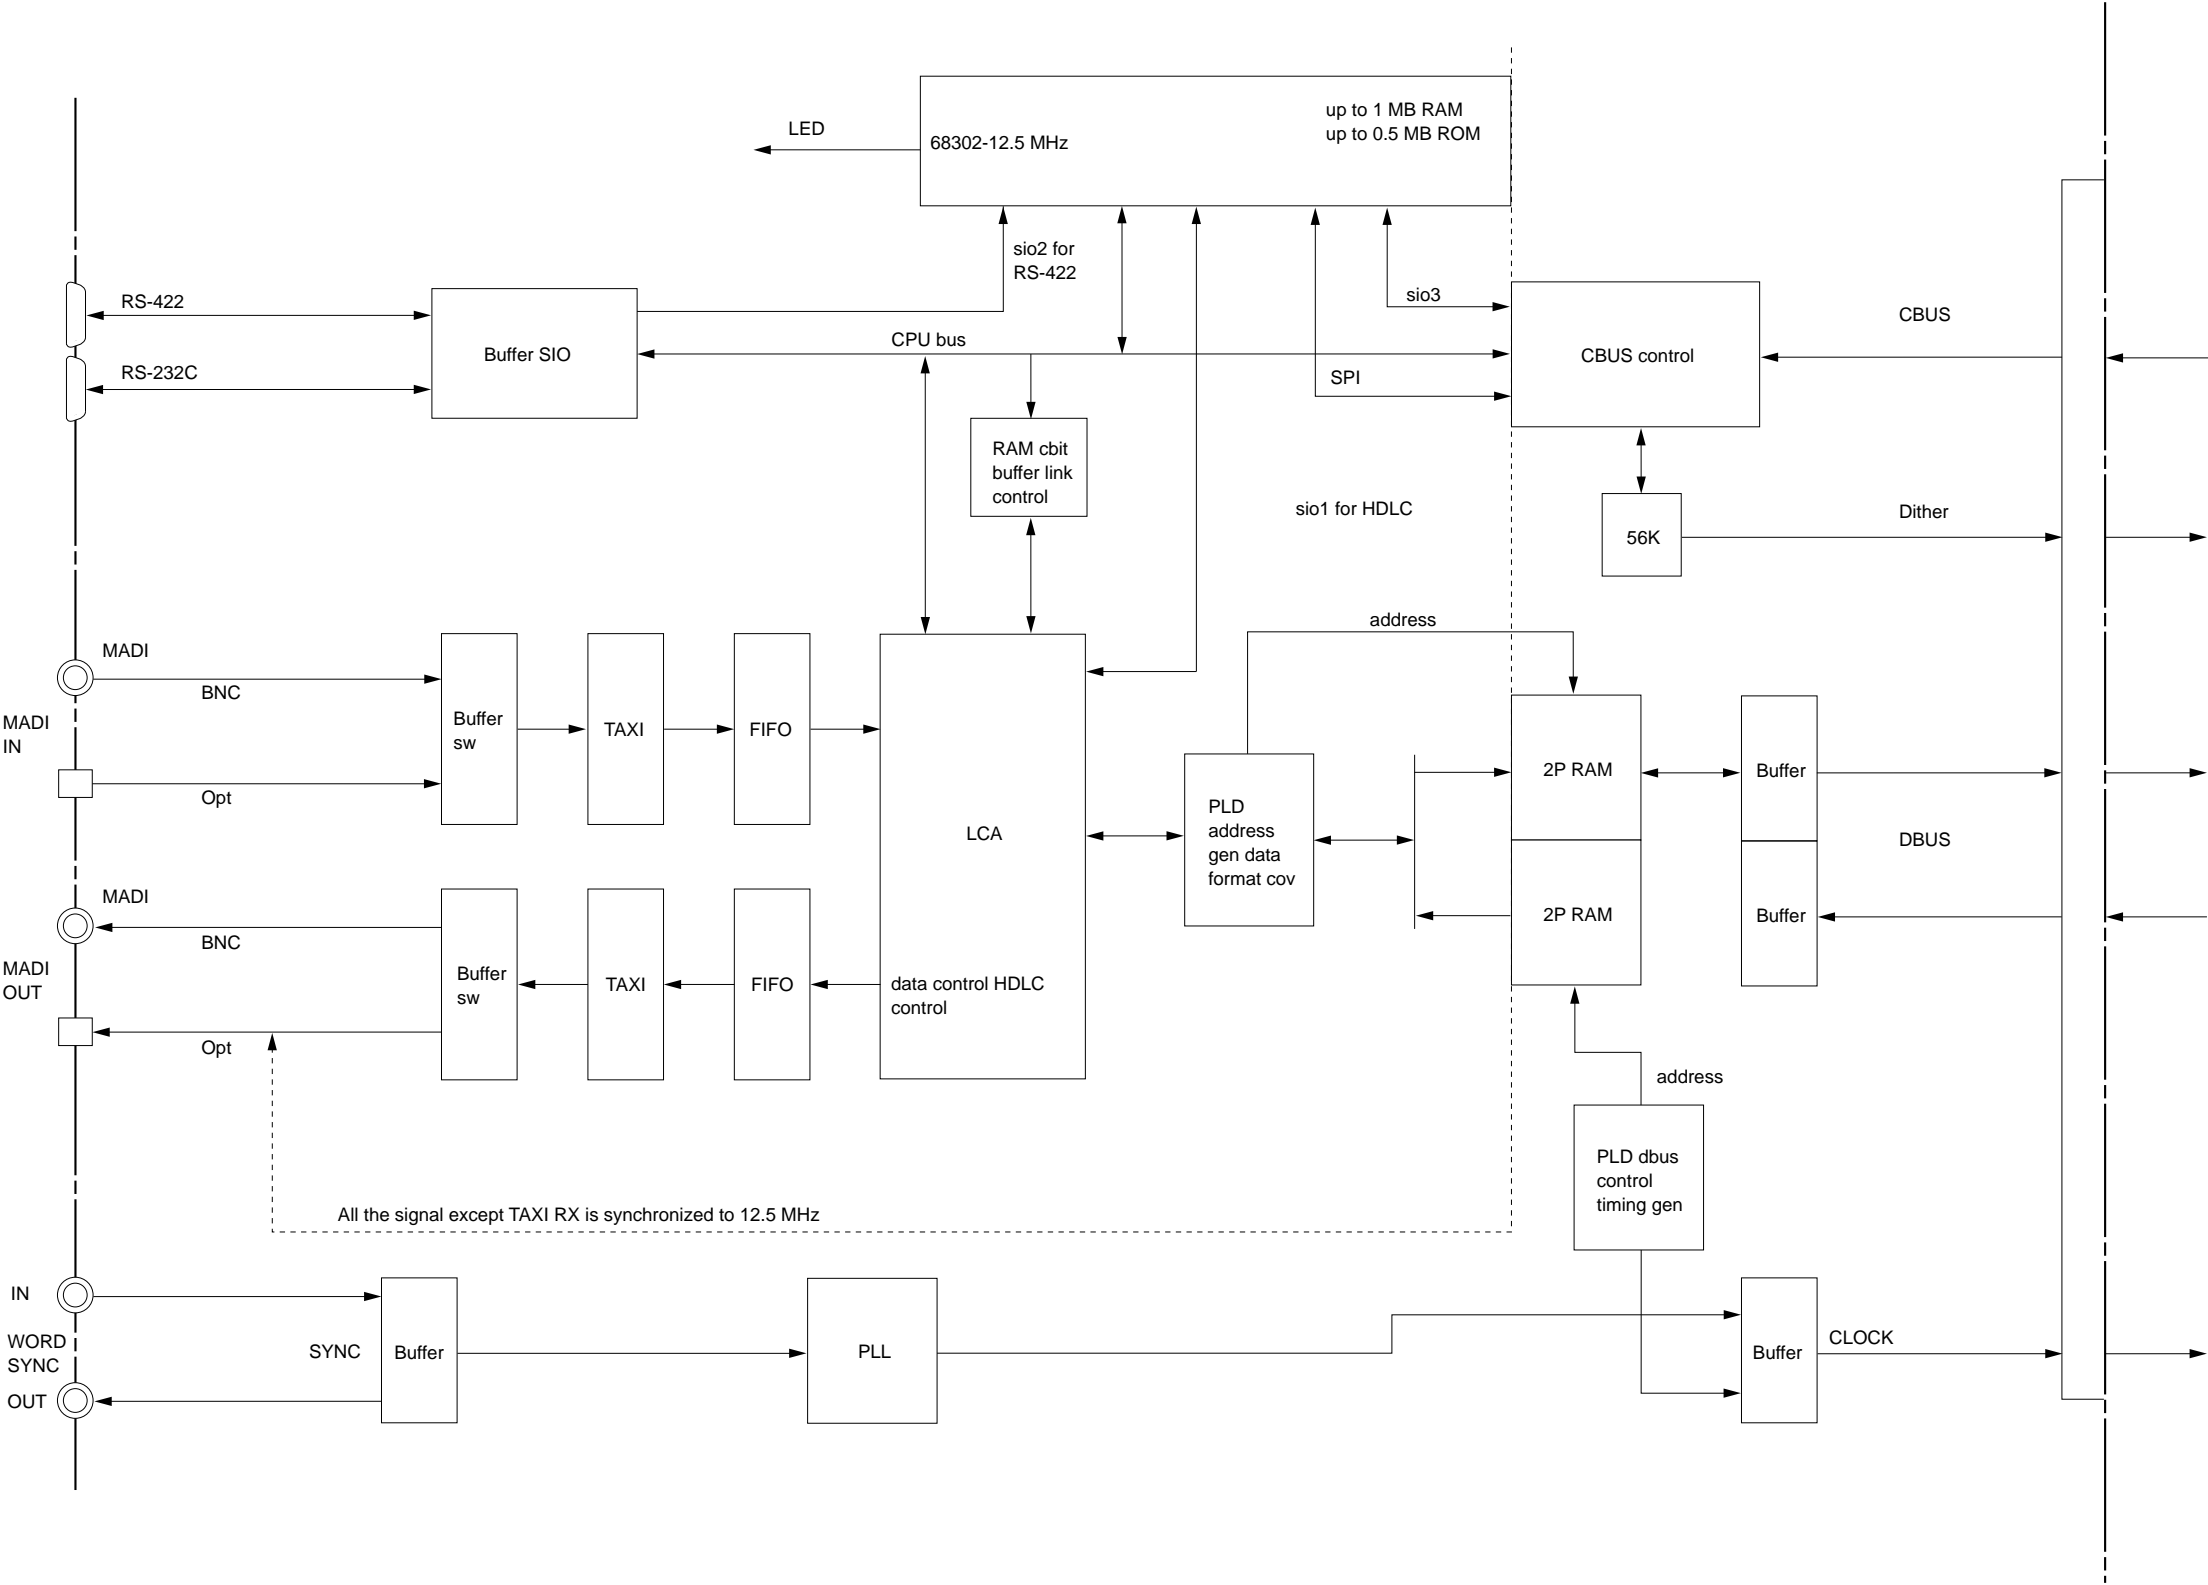 up to 1 MB RAM
up to 0.5 MB ROM
LED
68302-12.5 MHz
sio2 for
RS-422
RS-422
sio3
CBUS
CPU bus
Buffer SIO
CBUS control
RS-232C
SPI
RAM cbit
buffer link
control
sio1 for HDLC
Dither
56K
address
MADI
BNC
MADI
IN
Buffer
sw
TAXI
FIFO
Opt
LCA
PLD
address
gen data
format cov
2P RAM
Buffer
DBUS
MADI
BNC
MADI
OUT
Buffer
sw
TAXI
FIFO
data control HDLC
control
2P RAM
Buffer
Opt
address
PLD dbus
control
timing gen
All the signal except TAXI RX is synchronized to 12.5 MHz
IN
WORD
SYNC
OUT
SYNC
Buffer
PLL
Buffer
CLOCK